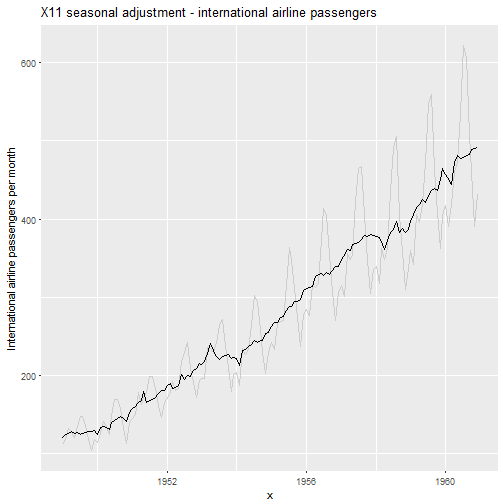 X11 seasonal adjustment - international airline passengers
International airline passengers per month
600
400
200
1952
1956
1960
x